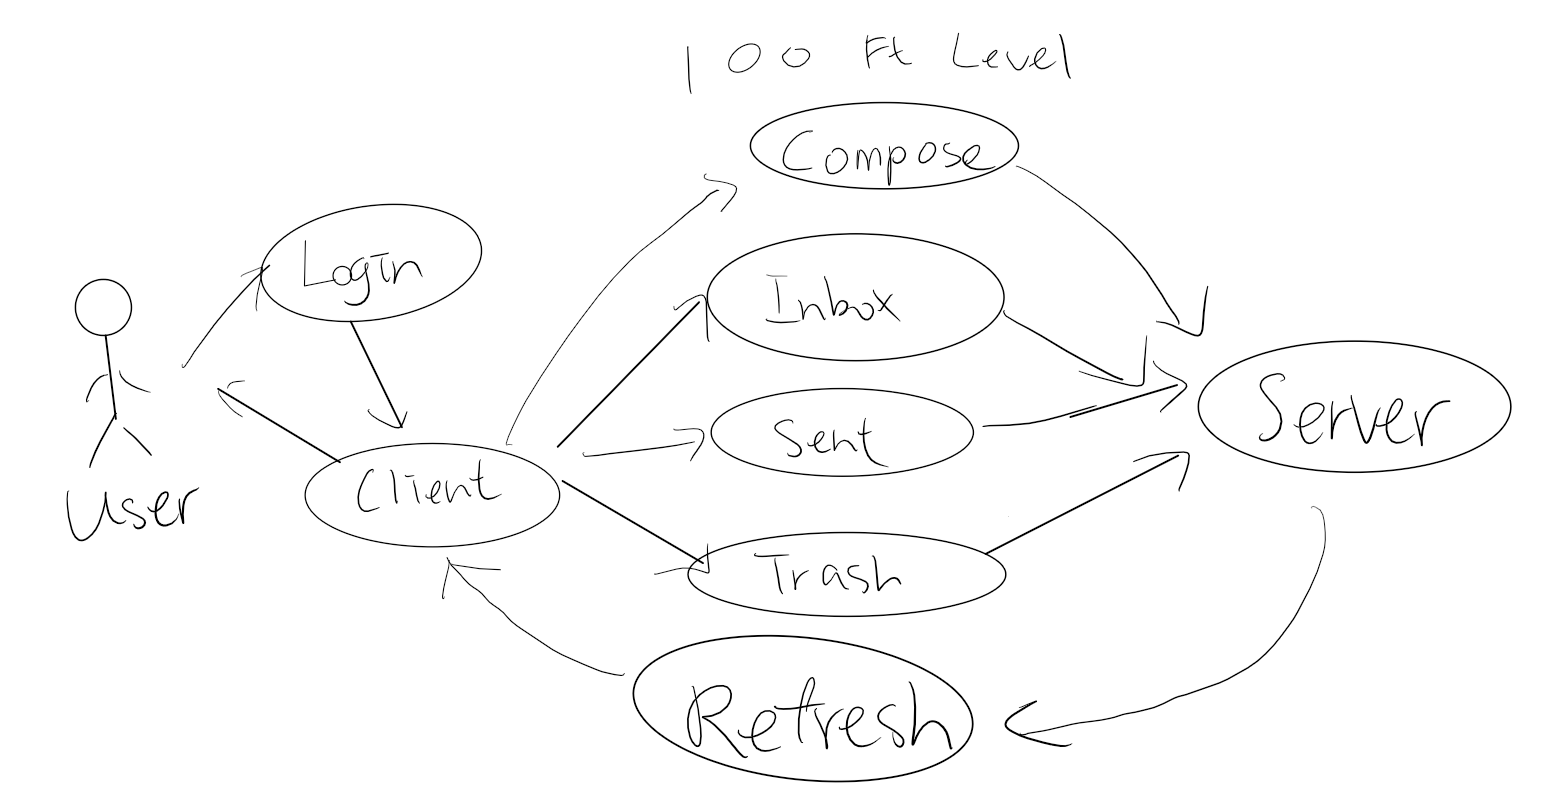 100 Ft Level
Compose
Login
Inbox
Server
Sent
Client
User
Trash
Refresh